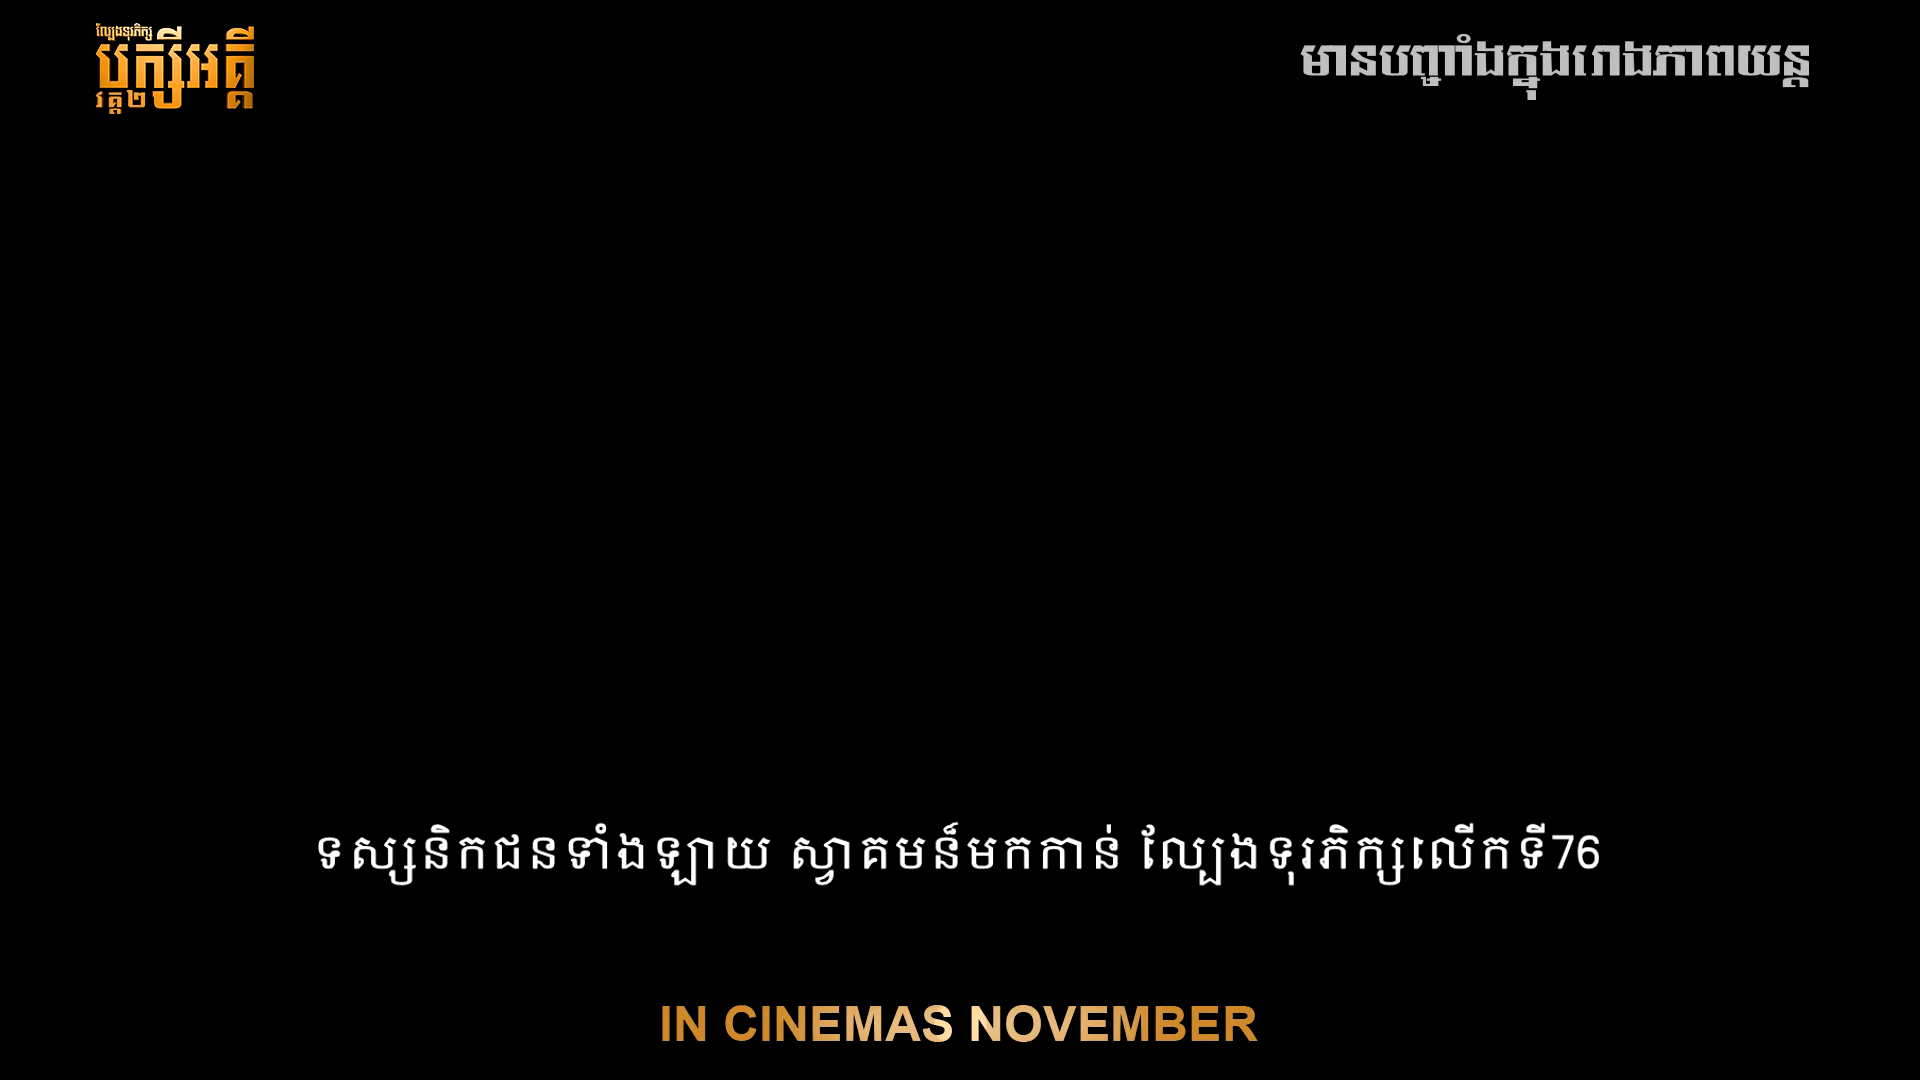 ល្បែងទុរភិក្ស
បក្សីអគ្គី
វគ្គ២
មានបញ្ចាំងក្នុងរោងភាពយន្ត
ទស្សនិកជនទាំងឡាយ ស្វាគមន៍មកកាន់ ល្បែងទុរភិក្សលើកទី76
IN CINEMAS NOVEMBER